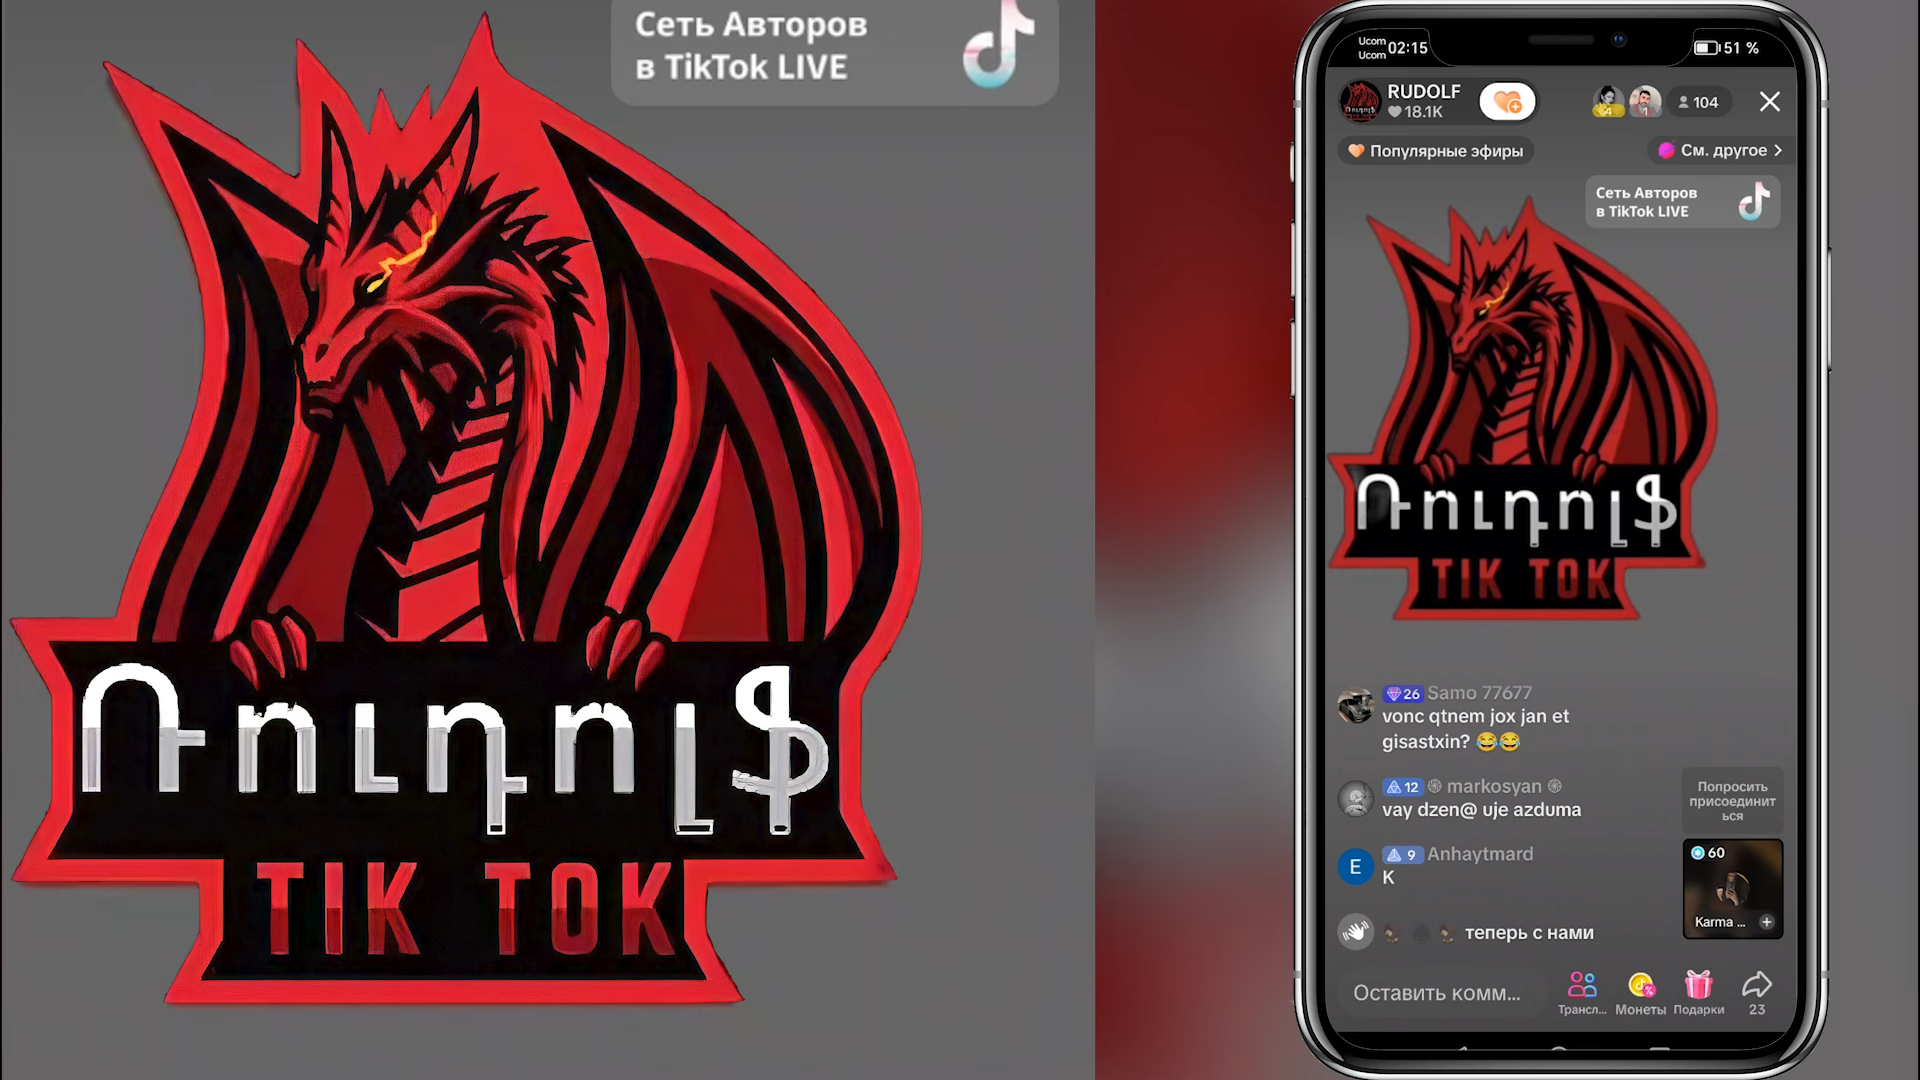 Сеть Авторов
в TikTok LIVE
Ռուդոլֆ
TIK TOK
Ucom
Ucom
02:15
51 %
RUDOLF
18.1K
4
1
104
Популярные эфиры
См. другое
Сеть Авторов
в TikTok LIVE
Ռուդոլֆ
TIK TOK
26 Samo 77677
vonc qtnem jox jan et
gisastxin? 😂😂
12 markosyan
vay dzen@ uje azduma
9 Anhaytmard
E
K
теперь с нами
Попросить
присоединит
ься
60
Karma ...
Оставить комм...
Трансл...
Монеты
Подарки
23